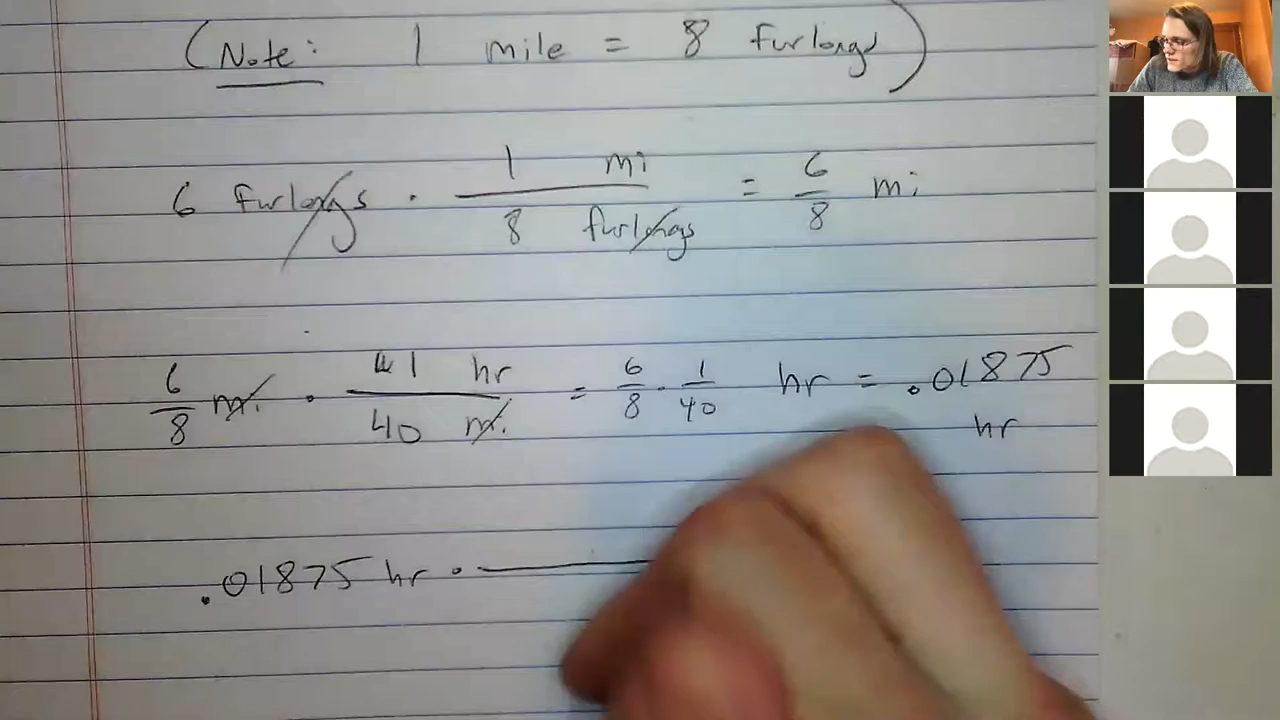 (Note: 1 mile = 8 furlongs)
6 furlongs · 1 mi / 8 furlongs = 6/8 mi
6/8 mi · 1 hr / 40 mi = 6/8 · 1/40 hr = .01875 hr
.01875 hr ·